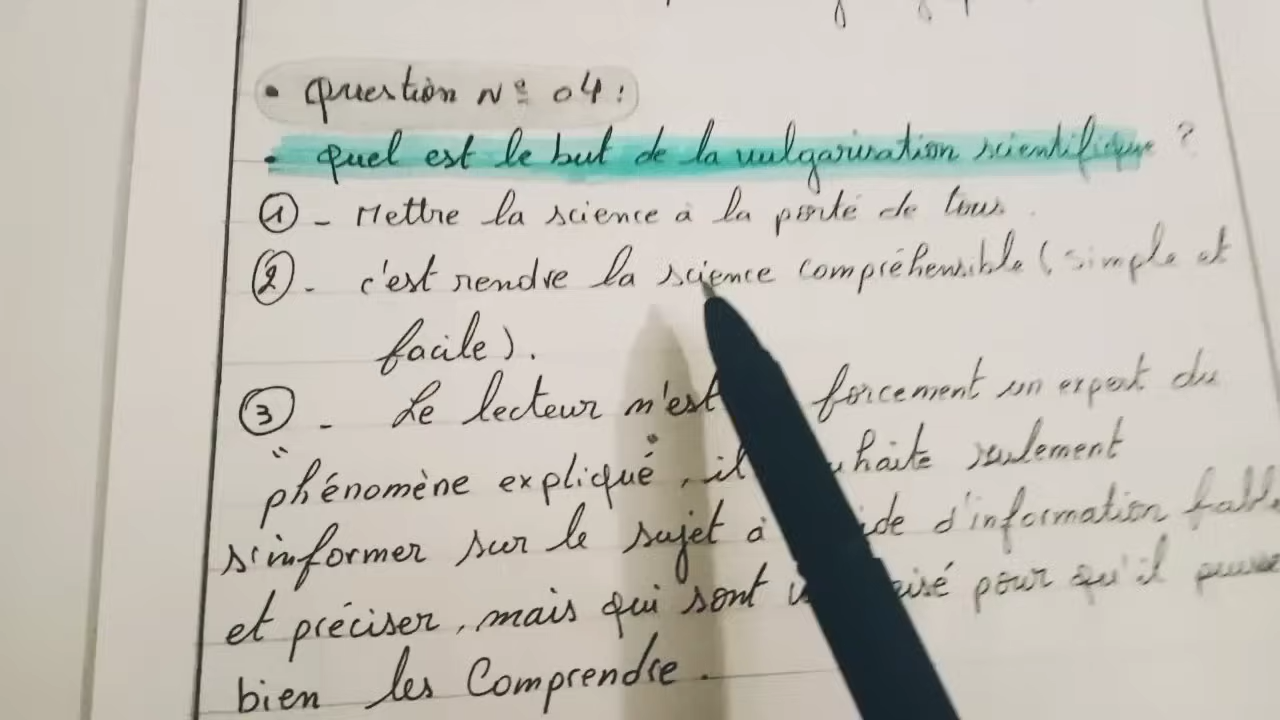 • Question N° 04 :
• Quel est le but de la vulgarisation scientifique ?
① - Mettre la science à la porté de tous.
② - c'est rendre la science compréhensible (simple et
facile).
③ - Le lecteur n'est forcement un expert du
"phénomène expliqué", il seulement
s'informer sur le sujet à d'information
et préciser, mais qui sont pour qu'il
bien les Comprendre.